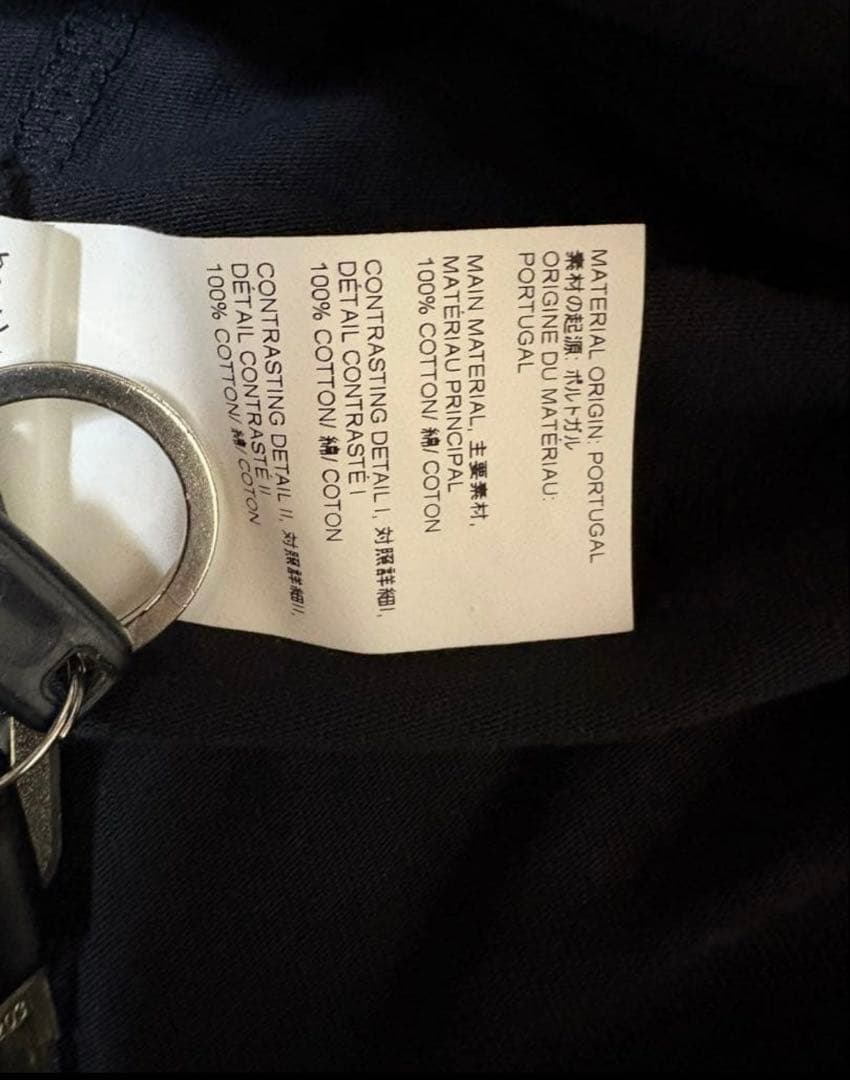 MATERIAL ORIGIN: PORTUGAL
素材の起源: ポルトガル
ORIGINE DU MATÉRIAU:
PORTUGAL
MAIN MATERIAL, 主要素材,
MATÉRIAU PRINCIPAL
100% COTTON/ 綿/ COTON
CONTRASTING DETAIL I, 対照詳細I,
DÉTAIL CONTRASTÉ I
100% COTTON/ 綿/ COTON
CONTRASTING DETAIL II, 対照詳細II,
DÉTAIL CONTRASTÉ II
100% COTTON/ 綿/ COTON